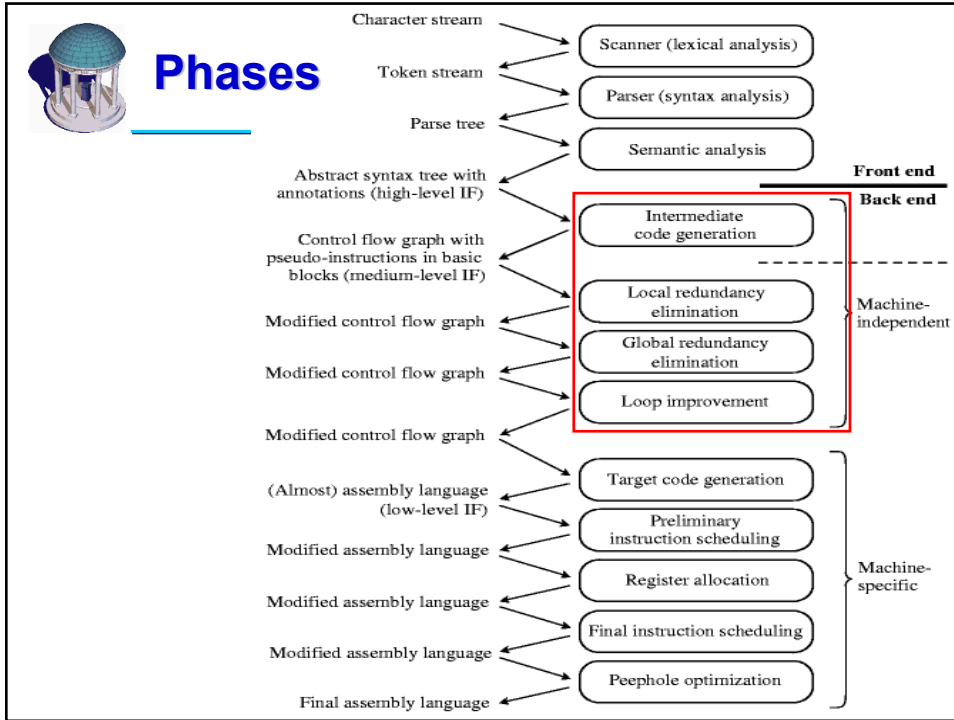 Phases
Character stream
Scanner (lexical analysis)
Token stream
Parser (syntax analysis)
Parse tree
Semantic analysis
Front end
Abstract syntax tree with
annotations (high-level IF)
Back end
Intermediate
code generation
Control flow graph with
pseudo-instructions in basic
blocks (medium-level IF)
Local redundancy
elimination
Machine-
independent
Modified control flow graph
Global redundancy
elimination
Modified control flow graph
Loop improvement
Modified control flow graph
Target code generation
(Almost) assembly language
(low-level IF)
Preliminary
instruction scheduling
Modified assembly language
Register allocation
Machine-
specific
Modified assembly language
Final instruction scheduling
Modified assembly language
Peephole optimization
Final assembly language